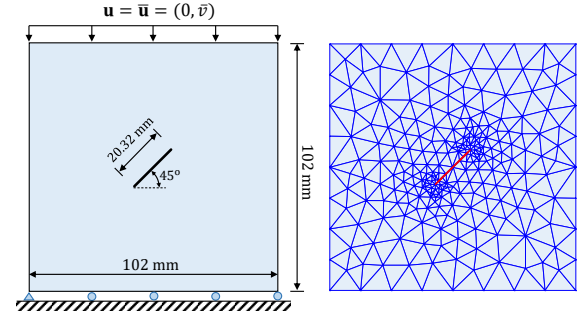 𝐮 = 𝐮̅ = (0, v̅)
20.32 mm
45°
102 mm
102 mm